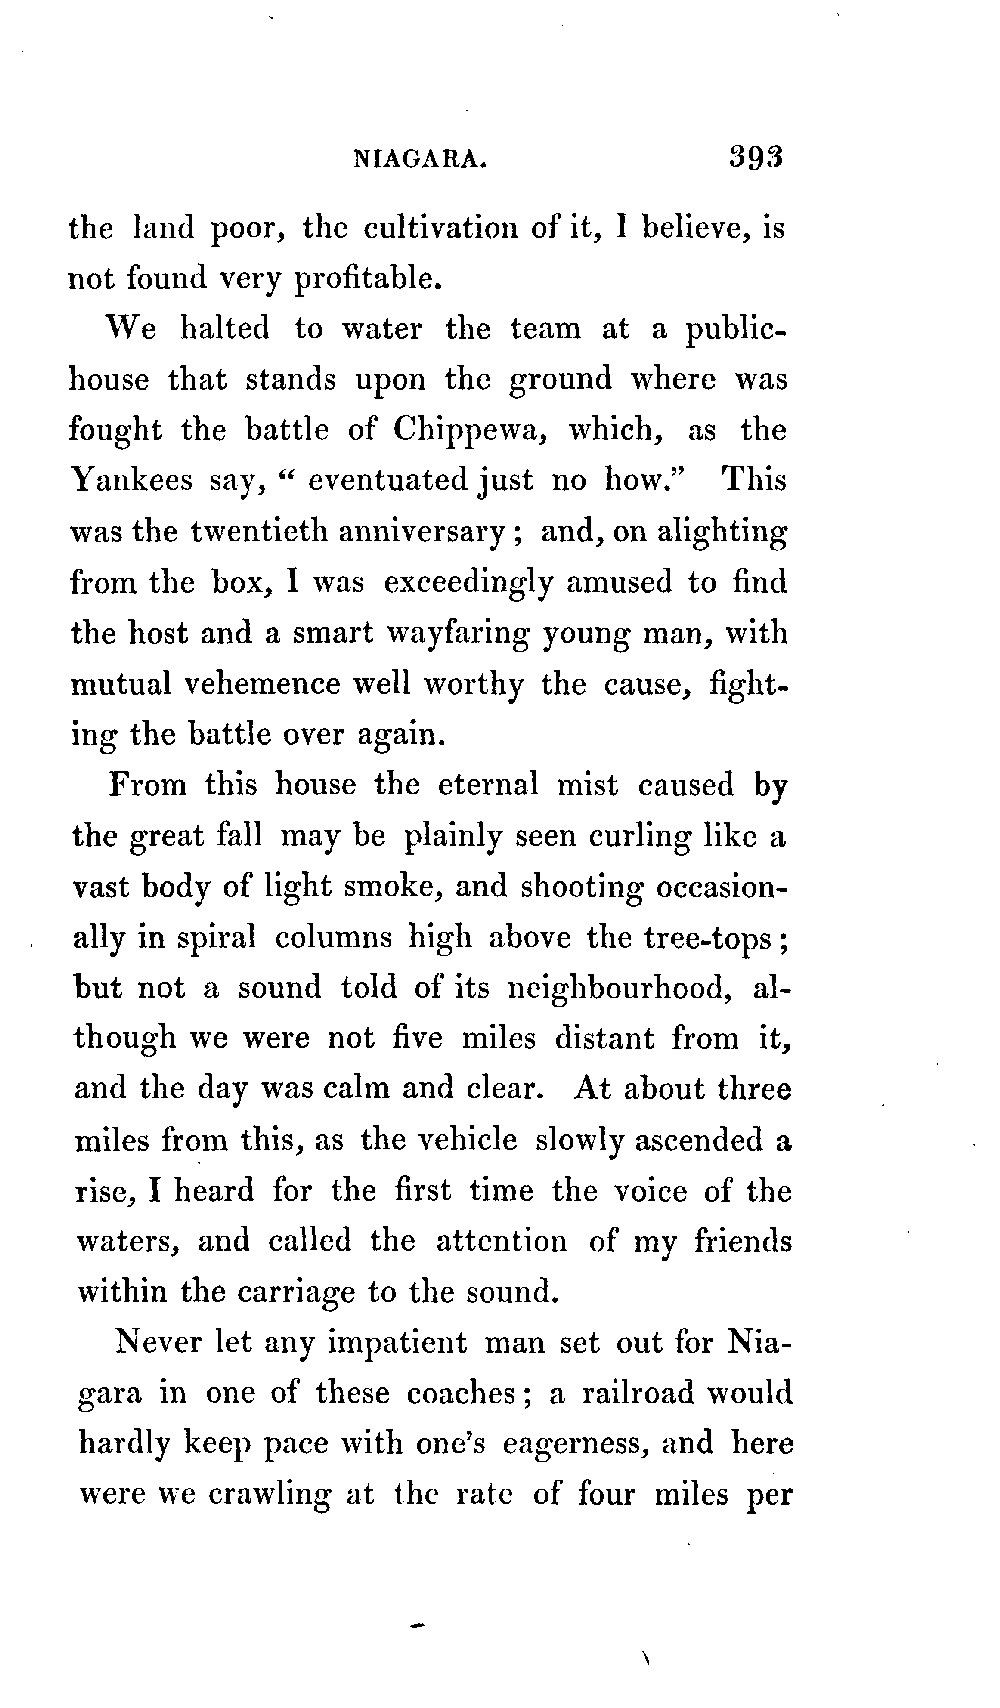 NIAGARA. 393
the land poor, the cultivation of it, I believe, is
not found very profitable.
We halted to water the team at a public-
house that stands upon the ground where was
fought the battle of Chippewa, which, as the
Yankees say, “ eventuated just no how.” This
was the twentieth anniversary ; and, on alighting
from the box, I was exceedingly amused to find
the host and a smart wayfaring young man, with
mutual vehemence well worthy the cause, fight-
ing the battle over again.
From this house the eternal mist caused by
the great fall may be plainly seen curling like a
vast body of light smoke, and shooting occasion-
ally in spiral columns high above the tree-tops ;
but not a sound told of its neighbourhood, al-
though we were not five miles distant from it,
and the day was calm and clear. At about three
miles from this, as the vehicle slowly ascended a
rise, I heard for the first time the voice of the
waters, and called the attention of my friends
within the carriage to the sound.
Never let any impatient man set out for Nia-
gara in one of these coaches ; a railroad would
hardly keep pace with one's eagerness, and here
were we crawling at the rate of four miles per